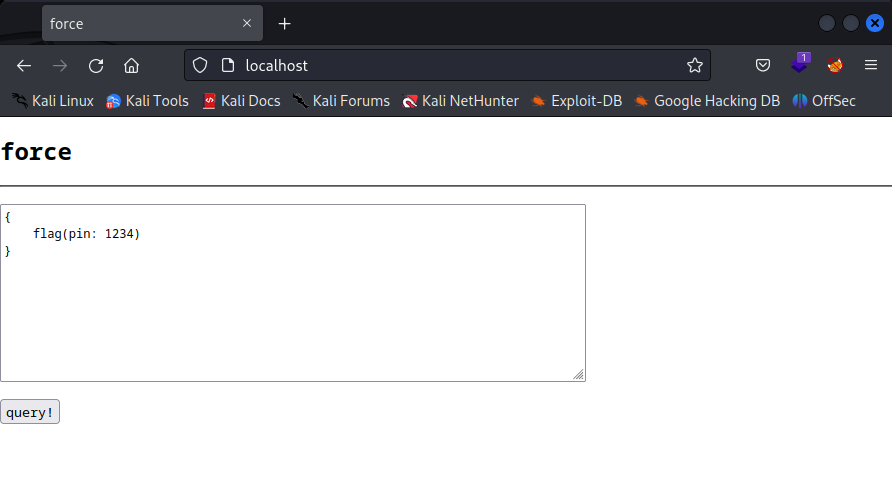 force
localhost
1
Kali Linux Kali Tools Kali Docs Kali Forums Kali NetHunter Exploit-DB Google Hacking DB OffSec
force
{
    flag(pin: 1234)
}
query!